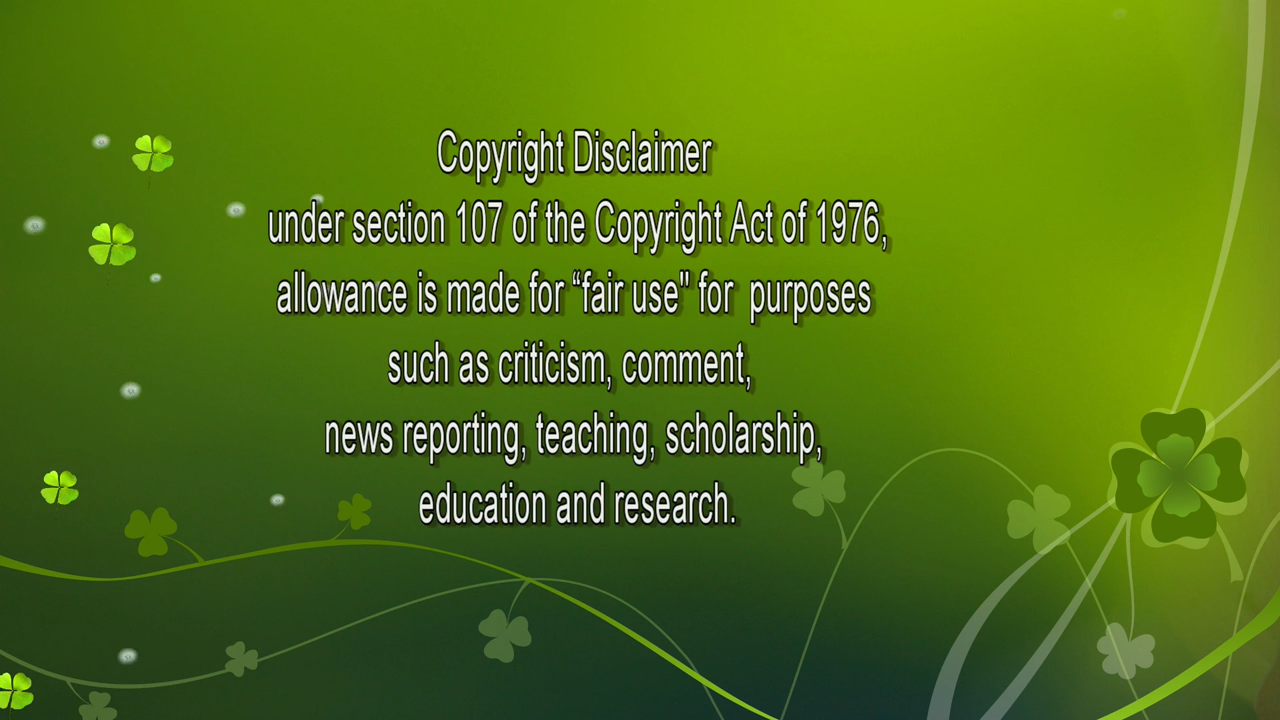 Copyright Disclaimer
under section 107 of the Copyright Act of 1976,
allowance is made for “fair use" for  purposes
such as criticism, comment,
news reporting, teaching, scholarship,
education and research.